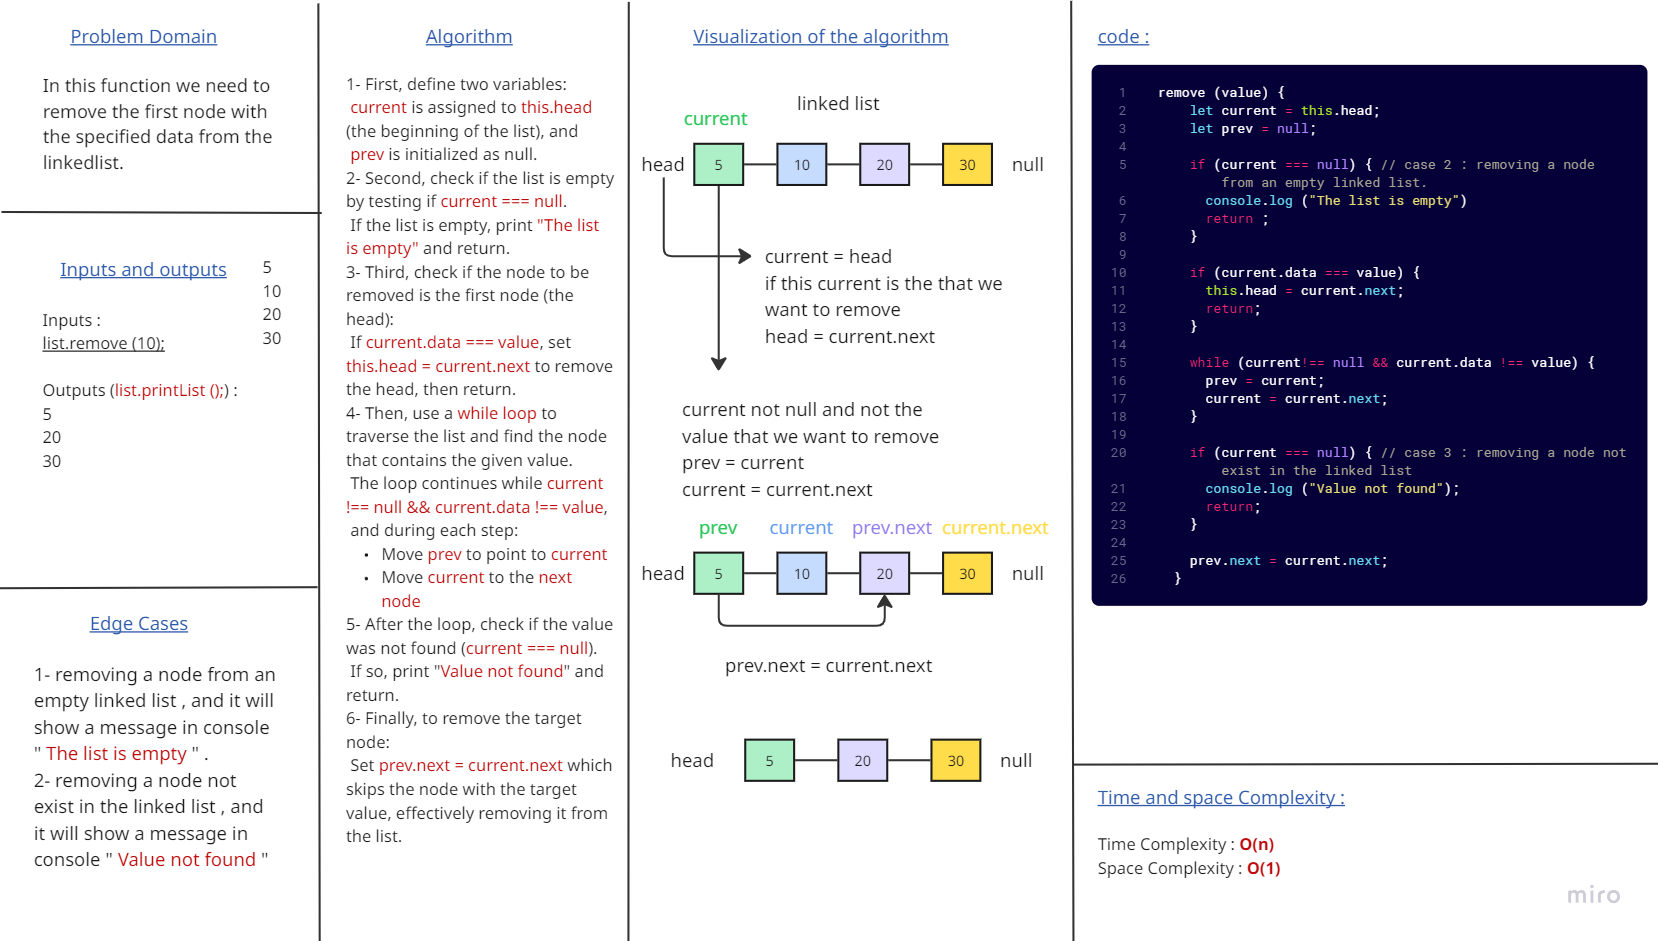 Problem Domain
In this function we need to
remove the first node with
the specified data from the
linkedlist.
Inputs and outputs
5
10
20
30
Inputs :
list.remove (10);
Outputs (list.printList ();) :
5
20
30
Edge Cases
1- removing a node from an
empty linked list , and it will
show a message in console
" The list is empty " .
2- removing a node not
exist in the linked list , and
it will show a message in
console " Value not found "
Algorithm
1- First, define two variables:
current is assigned to this.head
(the beginning of the list), and
prev is initialized as null.
2- Second, check if the list is empty
by testing if current === null.
If the list is empty, print "The list
is empty" and return.
3- Third, check if the node to be
removed is the first node (the
head):
If current.data === value, set
this.head = current.next to remove
the head, then return.
4- Then, use a while loop to
traverse the list and find the node
that contains the given value.
The loop continues while current
!== null && current.data !== value,
and during each step:
• Move prev to point to current
• Move current to the next
node
5- After the loop, check if the value
was not found (current === null).
If so, print "Value not found" and
return.
6- Finally, to remove the target
node:
Set prev.next = current.next which
skips the node with the target
value, effectively removing it from
the list.
Visualization of the algorithm
linked list
current
head 5 10 20 30 null
current = head
if this current is the that we
want to remove
head = current.next
current not null and not the
value that we want to remove
prev = current
current = current.next
prev current prev.next current.next
head 5 10 20 30 null
prev.next = current.next
head 5 20 30 null
code :
1 remove (value) {
2 let current = this.head;
3 let prev = null;
4
5 if (current === null) { // case 2 : removing a node
from an empty linked list.
6 console.log ("The list is empty")
7 return ;
8 }
9
10 if (current.data === value) {
11 this.head = current.next;
12 return;
13 }
14
15 while (current!== null && current.data !== value) {
16 prev = current;
17 current = current.next;
18 }
19
20 if (current === null) { // case 3 : removing a node not
exist in the linked list
21 console.log ("Value not found");
22 return;
23 }
24
25 prev.next = current.next;
26 }
Time and space Complexity :
Time Complexity : O(n)
Space Complexity : O(1)
miro